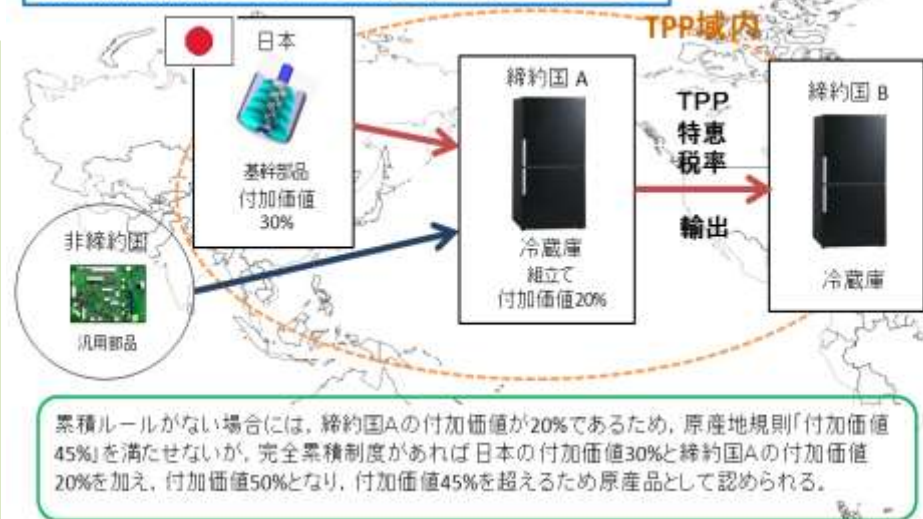 TPP域内
日本
基幹部品
付加価値
30%
非締約国
汎用部品
締約国 A
冷蔵庫
組立て
付加価値20%
TPP
特恵
税率
輸出
締約国 B
冷蔵庫
累積ルールがない場合には，締約国Aの付加価値が20%であるため，原産地規則「付加価値
45%」を満たせないが，完全累積制度があれば日本の付加価値30%と締約国Aの付加価値
20%を加え，付加価値50%となり，付加価値45%を超えるため原産品として認められる。